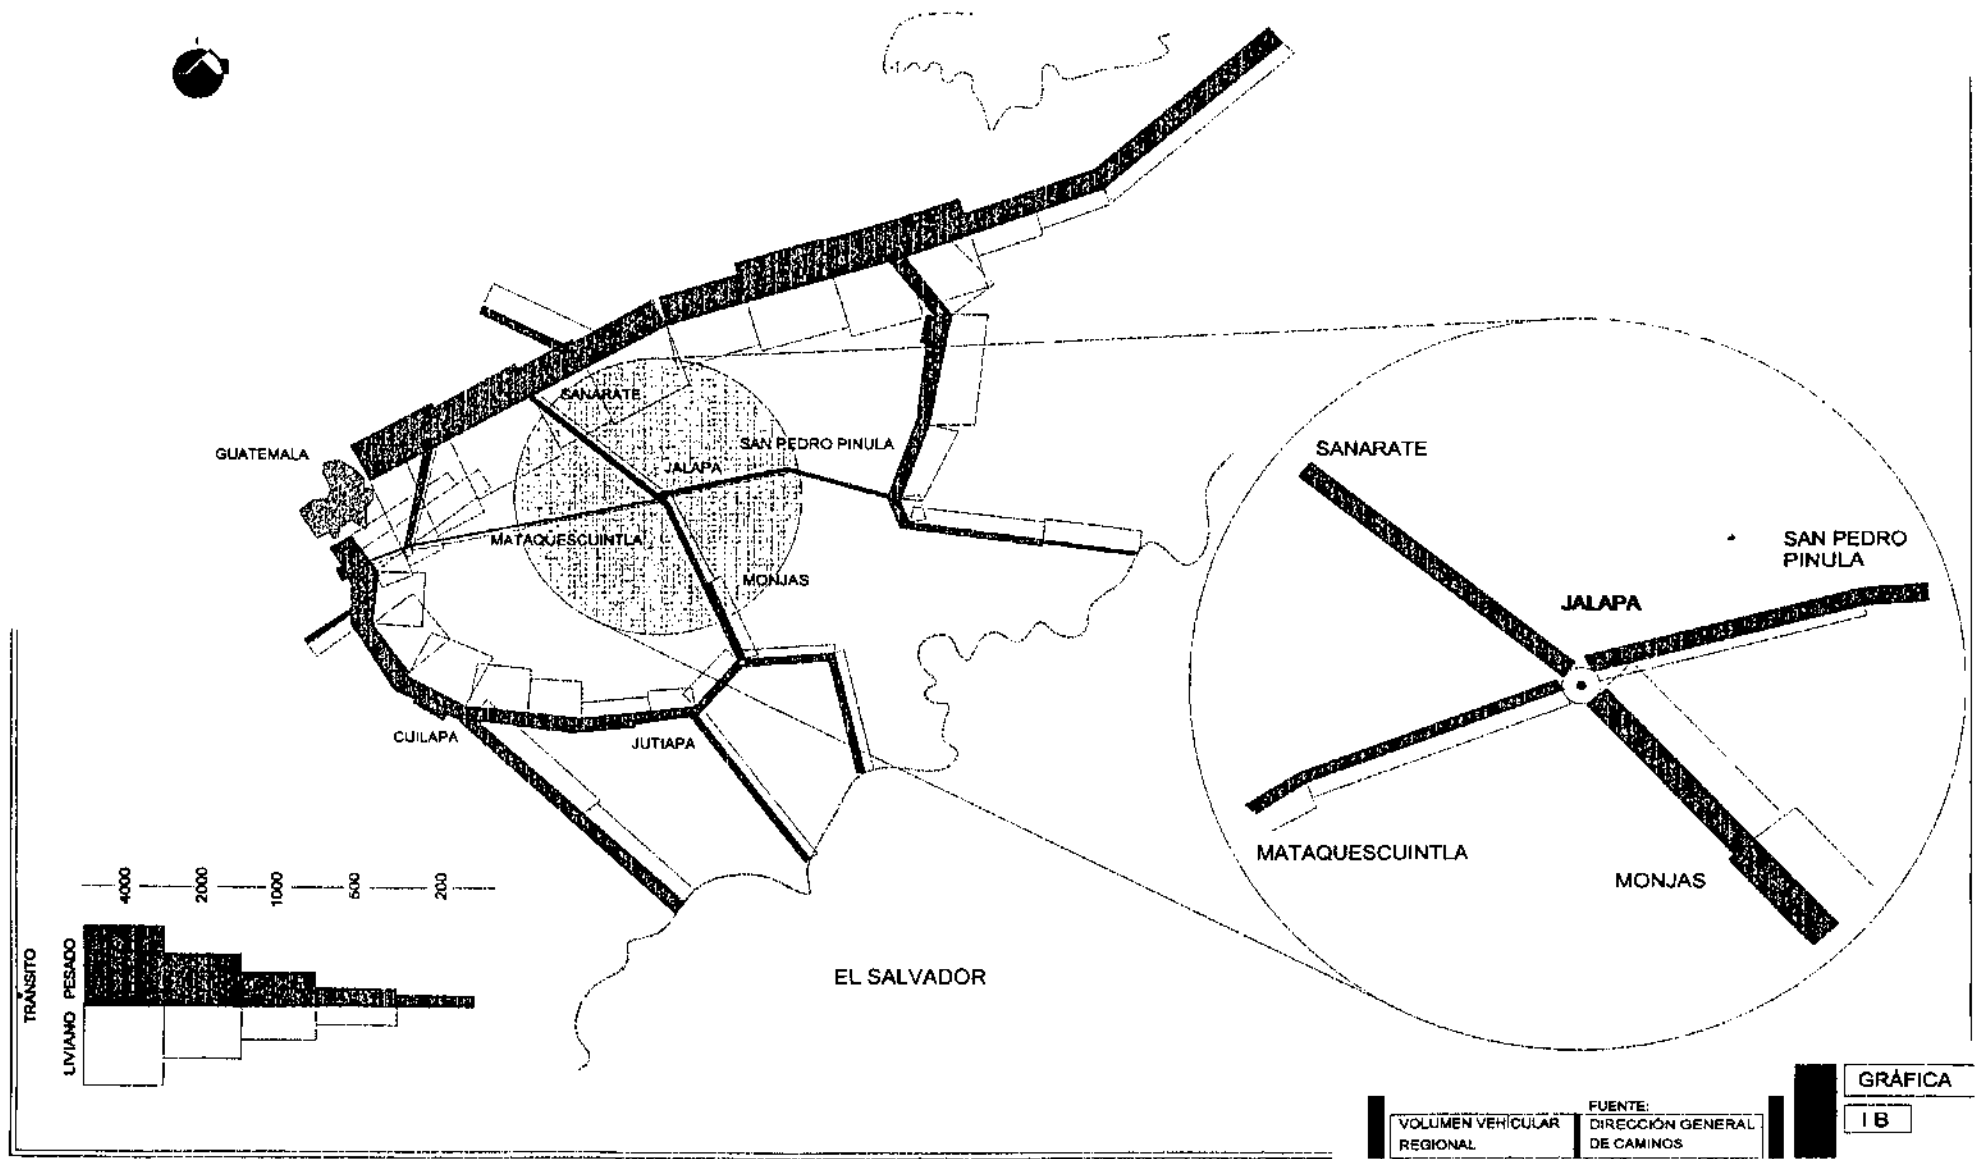 SANARATE
GUATEMALA
SAN PEDRO PINULA
JALAPA
MATAQUESCUINTLA
MONJAS
CUILAPA
JUTIAPA
EL SALVADOR
SANARATE
SAN PEDRO
PINULA
JALAPA
MATAQUESCUINTLA
MONJAS
4000
2000
1000
500
200
TRÁNSITO
LIVIANO PESADO
VOLUMEN VEHICULAR
REGIONAL
FUENTE:
DIRECCIÓN GENERAL
DE CAMINOS
GRÁFICA
1 B